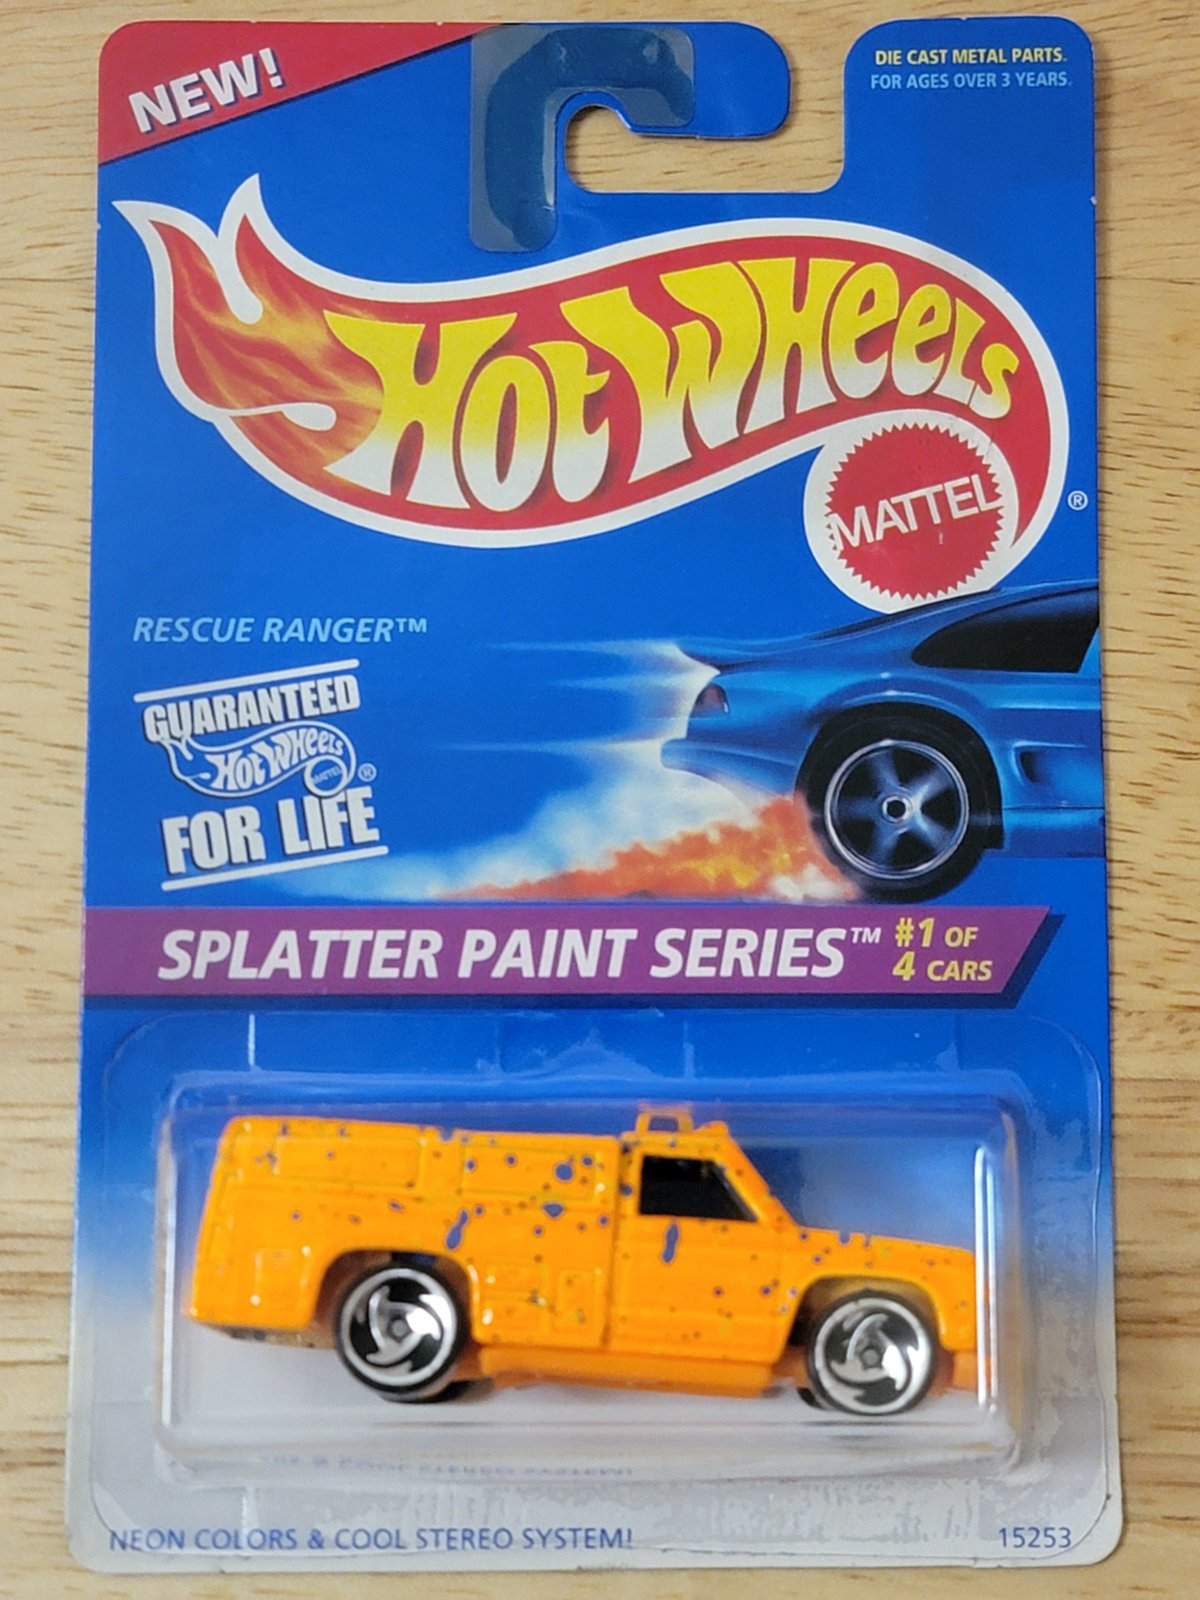 NEW!
DIE CAST METAL PARTS.
FOR AGES OVER 3 YEARS.
HOT WHEELS
MATTEL
®
RESCUE RANGER™
GUARANTEED
HOT WHEELS
MATTEL ®
FOR LIFE
SPLATTER PAINT SERIES™ #1 OF
4 CARS
NEON COLORS & COOL STEREO SYSTEM! 15253